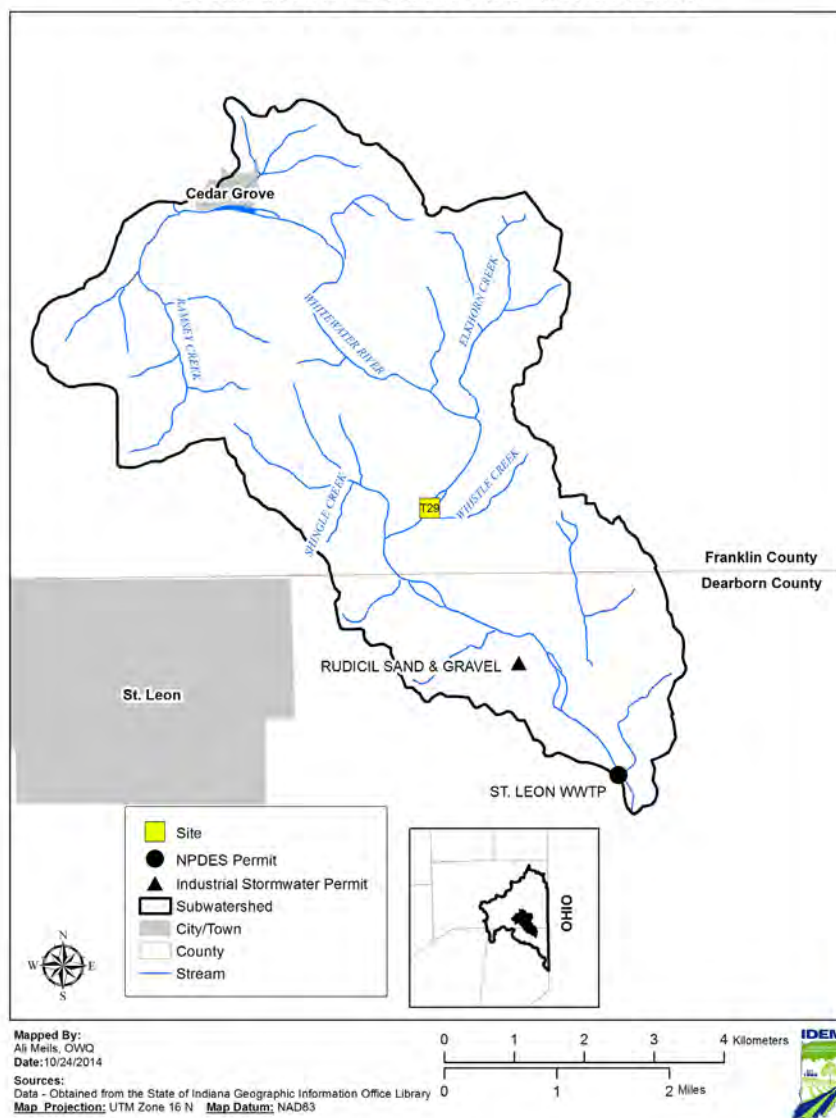 Cedar Grove
RAMSEY CREEK
WHITEWATER RIVER
ELKHORN CREEK
T29
WHISTLE CREEK
SHINGLE CREEK
Franklin County
Dearborn County
RUDICIL SAND & GRAVEL
St. Leon
ST. LEON WWTP
Site
NPDES Permit
Industrial Stormwater Permit
Subwatershed
City/Town
County
Stream
N
W E
S
OHIO
Mapped By:
Ali Meils, OWQ
Date:10/24/2014
Sources:
Data - Obtained from the State of Indiana Geographic Information Office Library
Map Projection: UTM Zone 16 N Map Datum: NAD83
0 1 2 3 4 Kilometers
0 1 2 Miles
IDEM